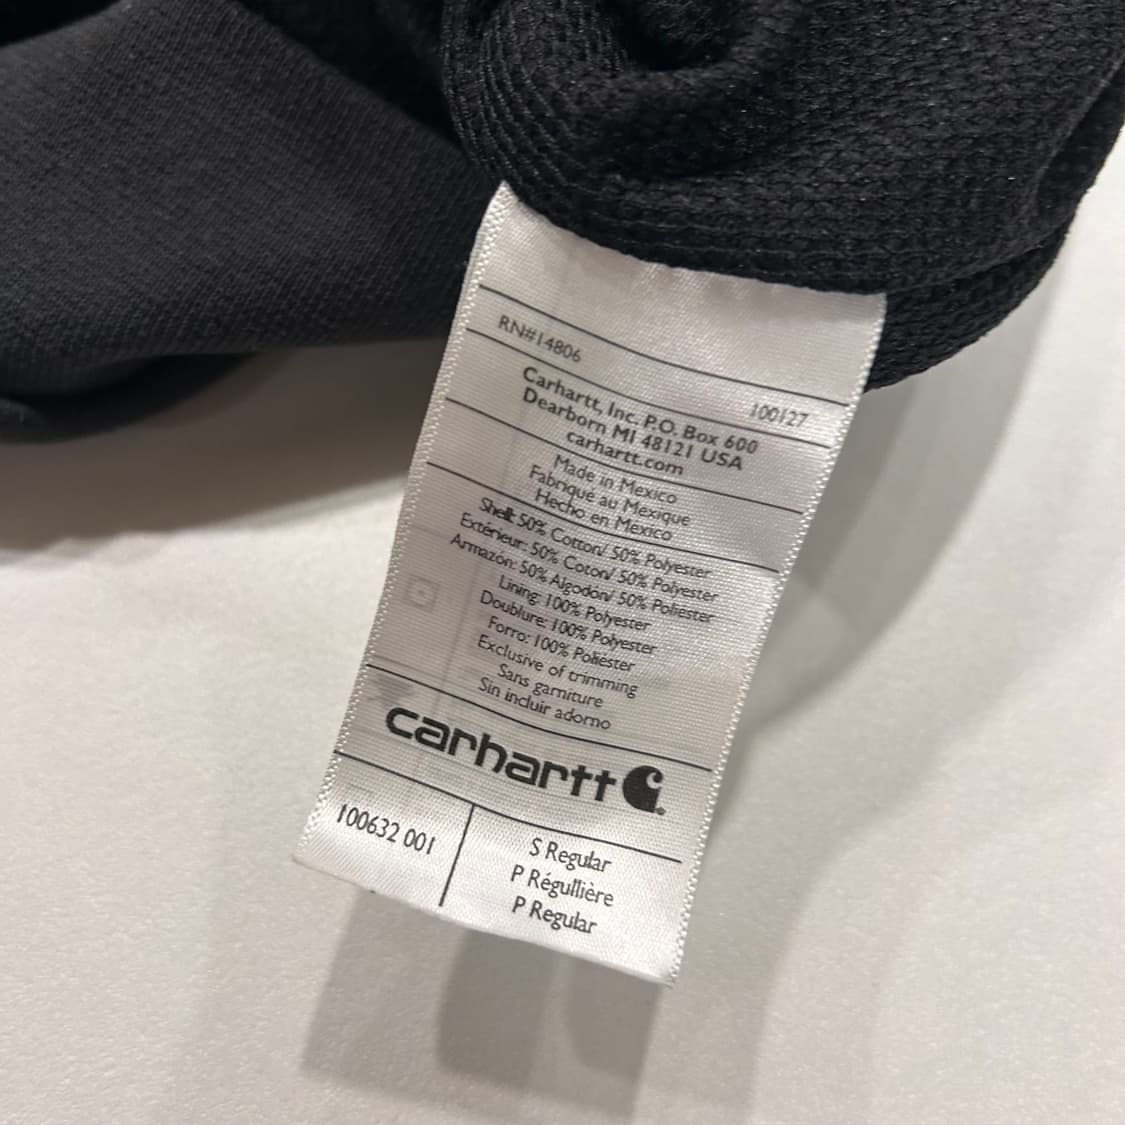 RN#14806
100127
Carhartt, Inc. P.O. Box 600
Dearborn MI 48121 USA
carhartt.com
Made in Mexico
Fabriqué au Mexique
Hecho en Mexico
Shell: 50% Cotton/ 50% Polyester
Extérieur: 50% Coton/ 50% Polyester
Armazón: 50% Algodón/ 50% Poliester
Lining: 100% Polyester
Doublure: 100% Polyester
Forro: 100% Poliéster
Exclusive of trimming
Sans garniture
Sin incluir adorno
carhartt
100632 001
S Regular
P Régullière
P Regular